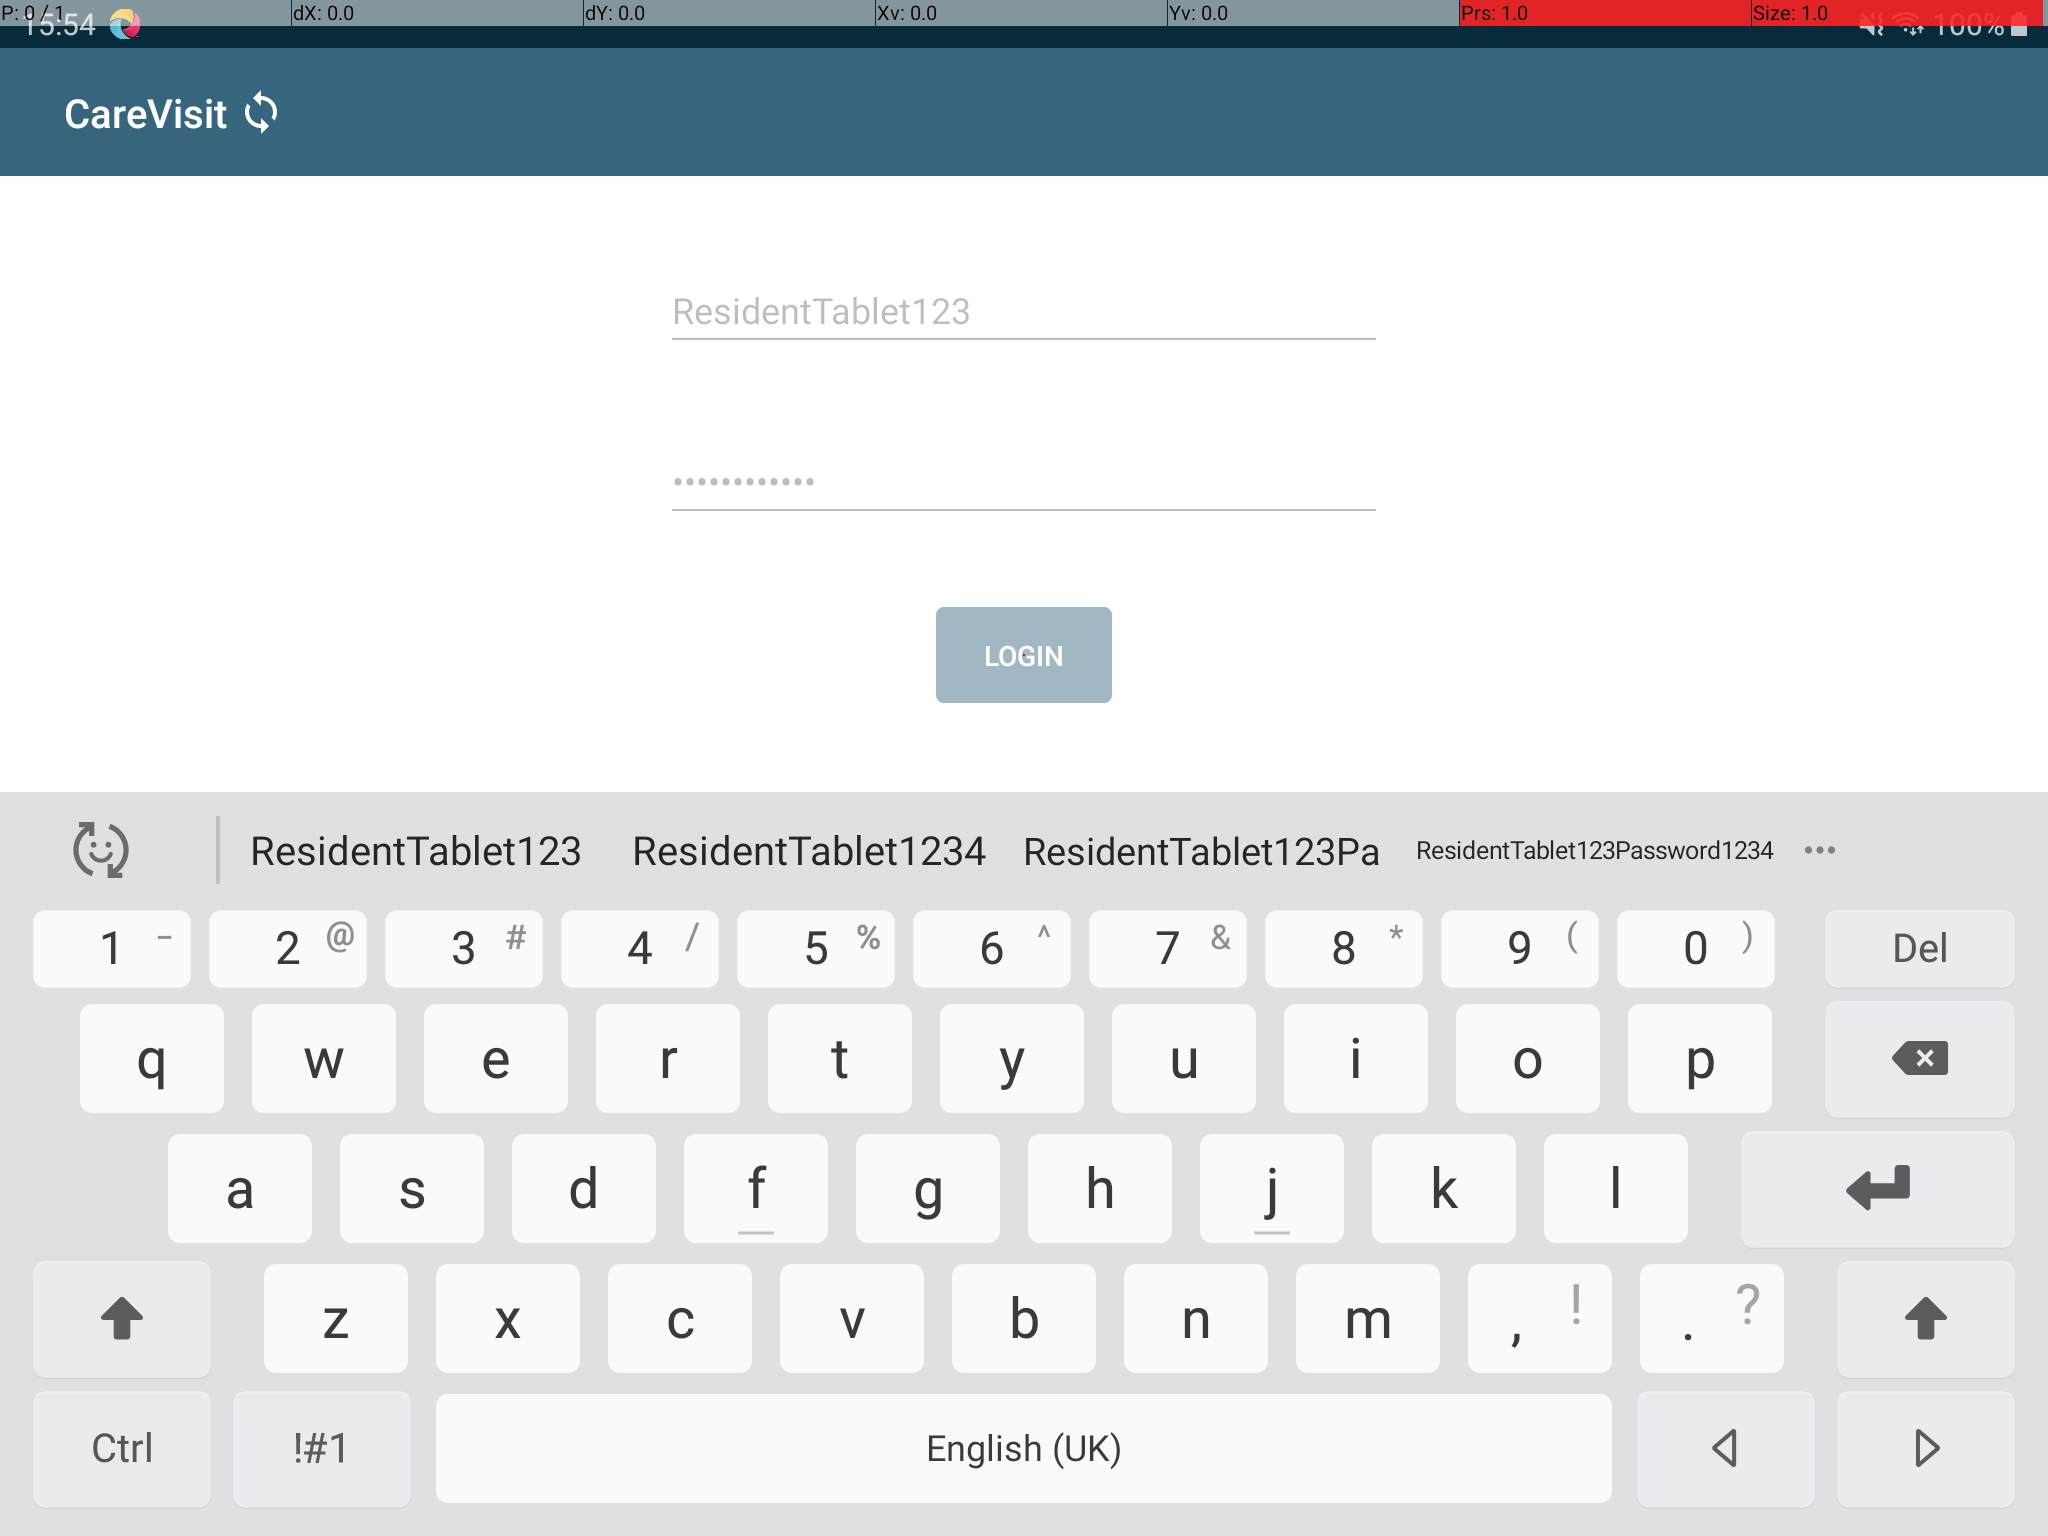 P: 0 / 1 dX: 0.0 dY: 0.0 Xv: 0.0 Yv: 0.0 Prs: 1.0 Size: 1.0
15:54 100%
CareVisit
ResidentTablet123
••••••••••••
LOGIN
ResidentTablet123 ResidentTablet1234 ResidentTablet123Pa ResidentTablet123Password1234 •••
1 – 2 @ 3 # 4 / 5 % 6 ^ 7 & 8 * 9 ( 0 ) Del
q w e r t y u i o p
a s d f g h j k l
z x c v b n m , ! . ?
Ctrl !#1 English (UK)